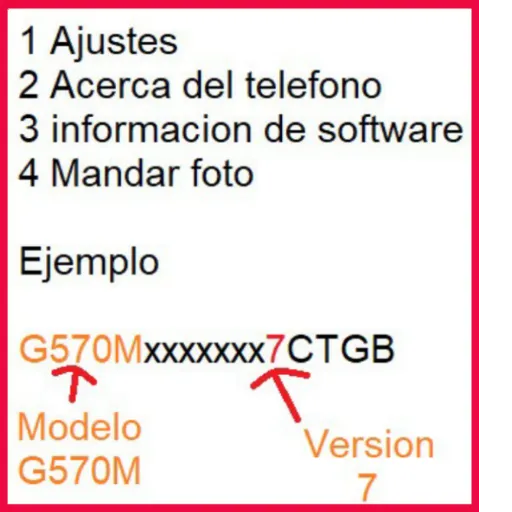 1 Ajustes
2 Acerca del telefono
3 informacion de software
4 Mandar foto
Ejemplo
G570Mxxxxxxx7CTGB
Modelo
G570M
Version
7